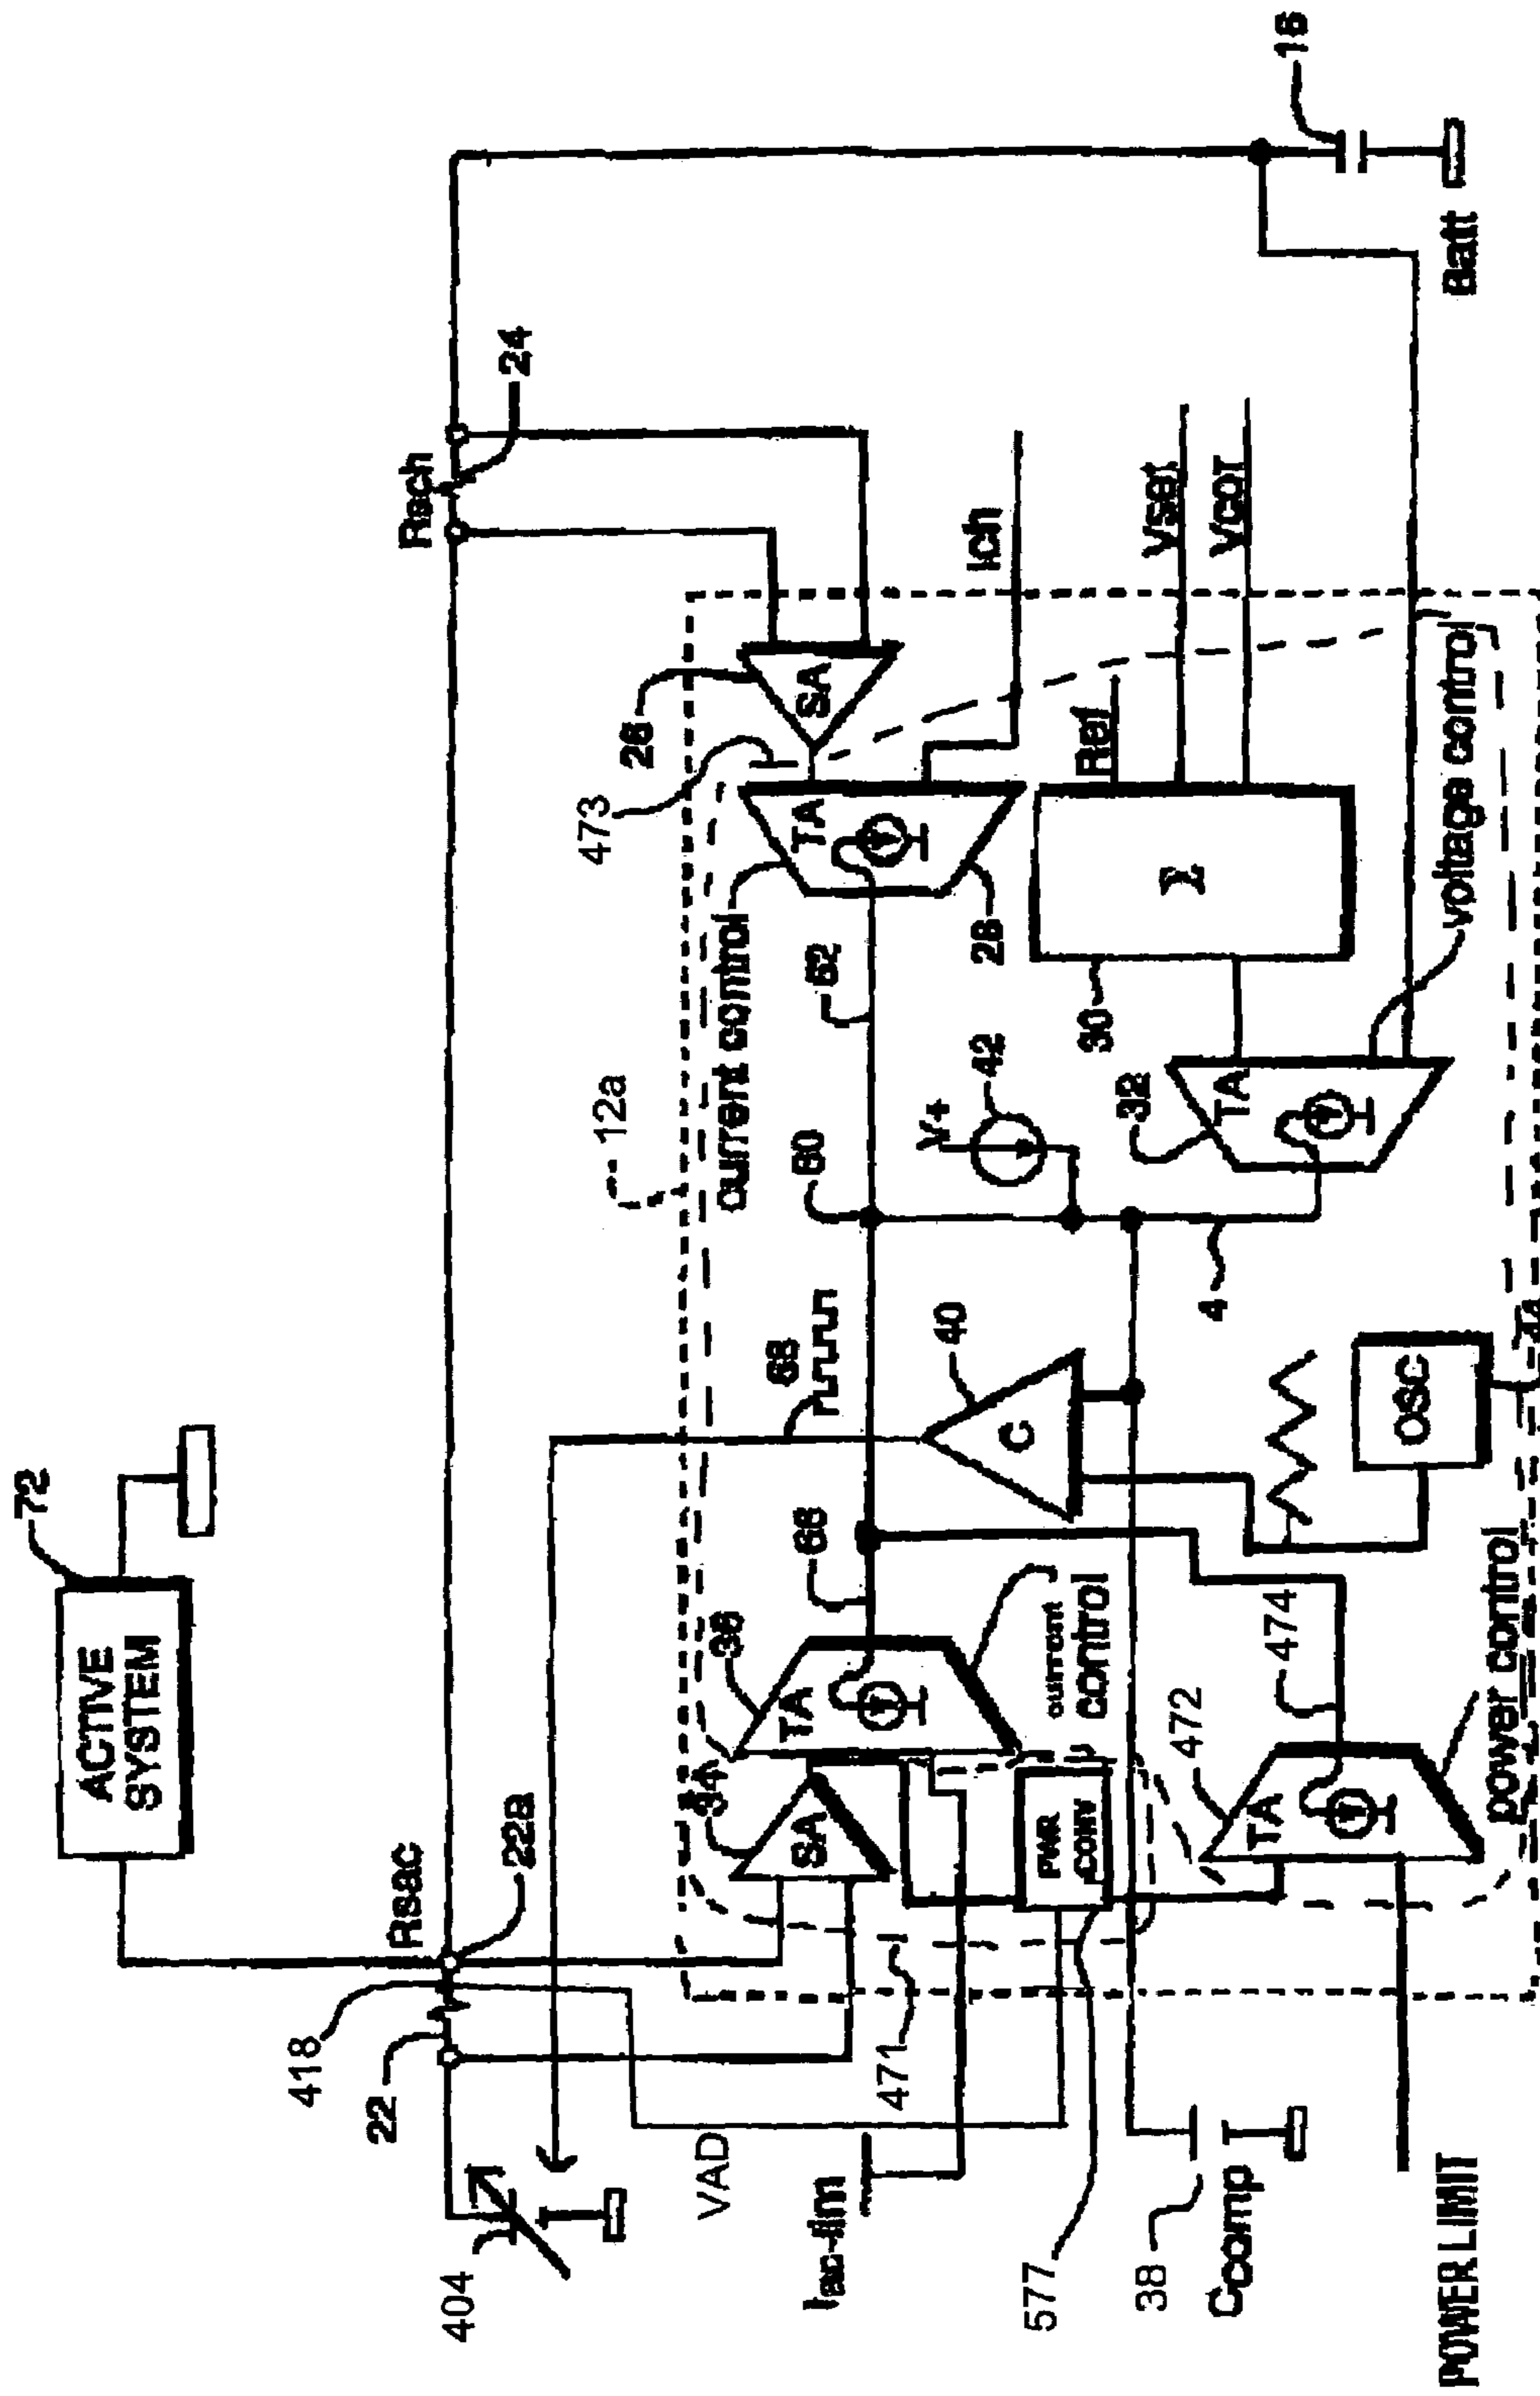 ACTIVE
SYSTEM
72
418
22
Rsac
22a
Rsch
24
404
VAD
12a
473
26
SA
34
SA
36
TA
66
68
60
62
current control
TA
28
Ich
471
Iac-lim
current
control
C
40
V+
42
30
Σ
Ref
Vset
Vcor
577
PWR
CONV
38
Ccomp
472
TA
474
power control
OSC
4
32
TA
voltage control
16
Batt
POWER LIMIT